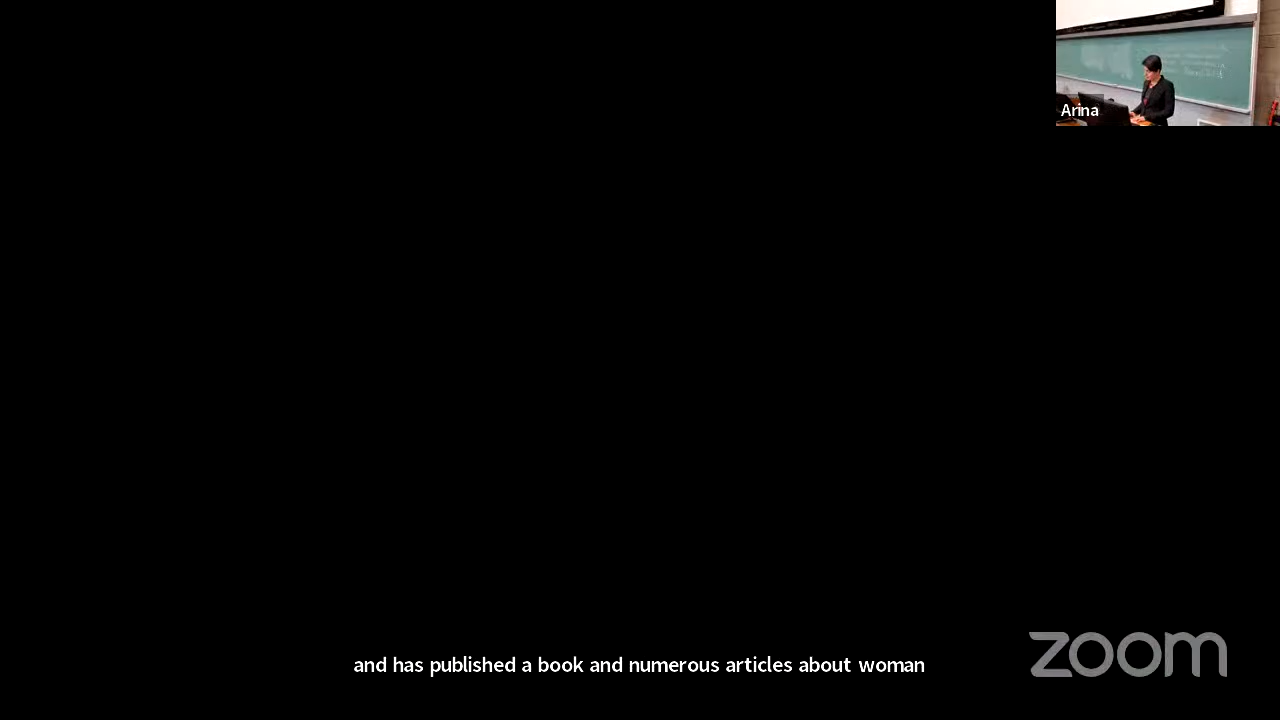 Arina
and has published a book and numerous articles about woman
zoom